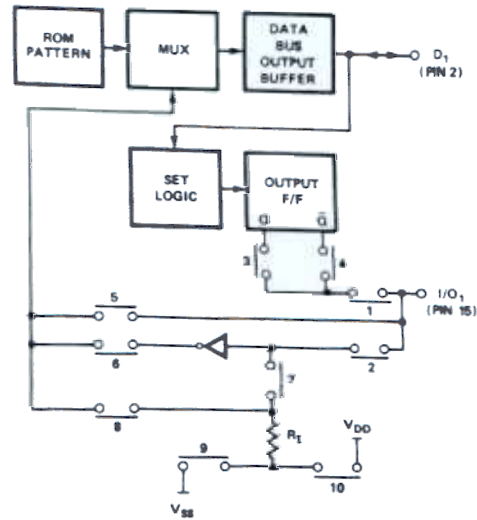 ROM
PATTERN
MUX
DATA
BUS
OUTPUT
BUFFER
D1
(PIN 2)
SET
LOGIC
OUTPUT
F/F
Q
Q̄
3
4
1
I/O1
(PIN 15)
5
6
2
7
8
RI
VDD
9
10
VSS